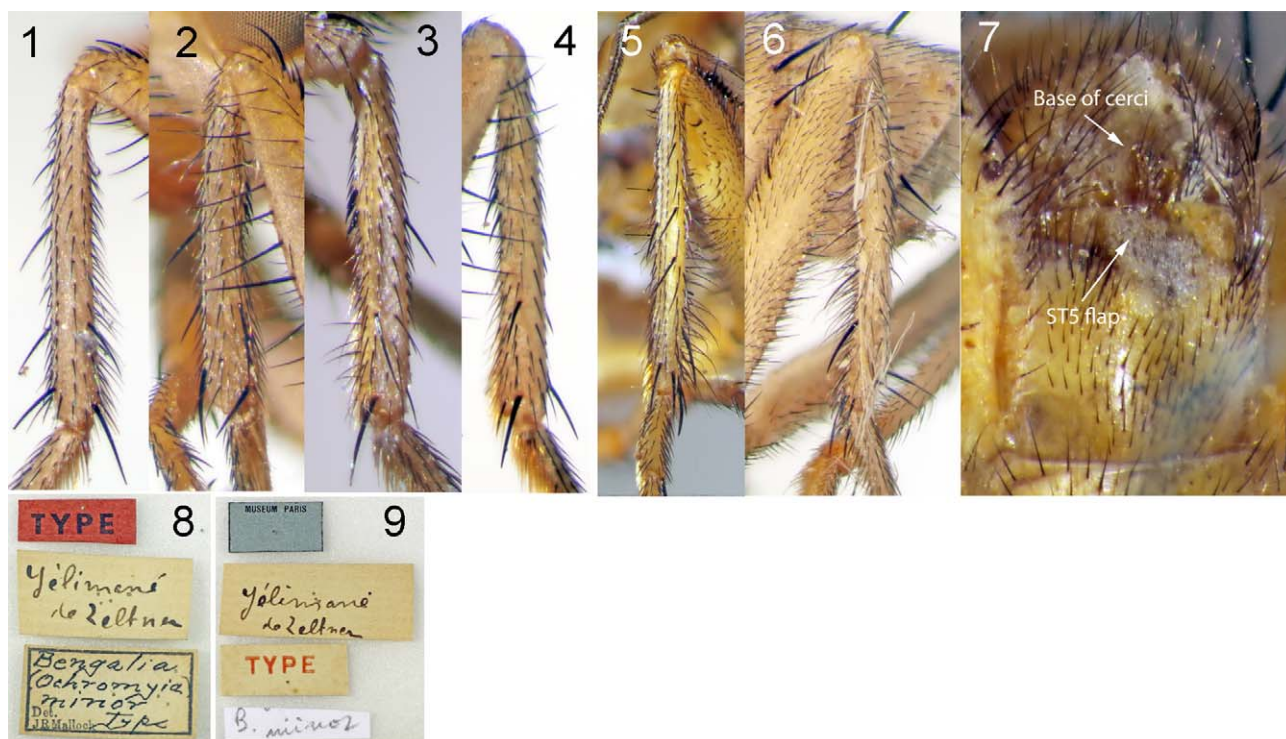 1
2
3
4
5
6
7
Base of cerci
ST5 flap
8
TYPE
Yélimané
de Zeltner
Bengalia
(Ochromyia)
minor
Det. type
J.R.Malloch
9
MUSEUM PARIS
Yélimané
de Zeltner
TYPE
B. minor